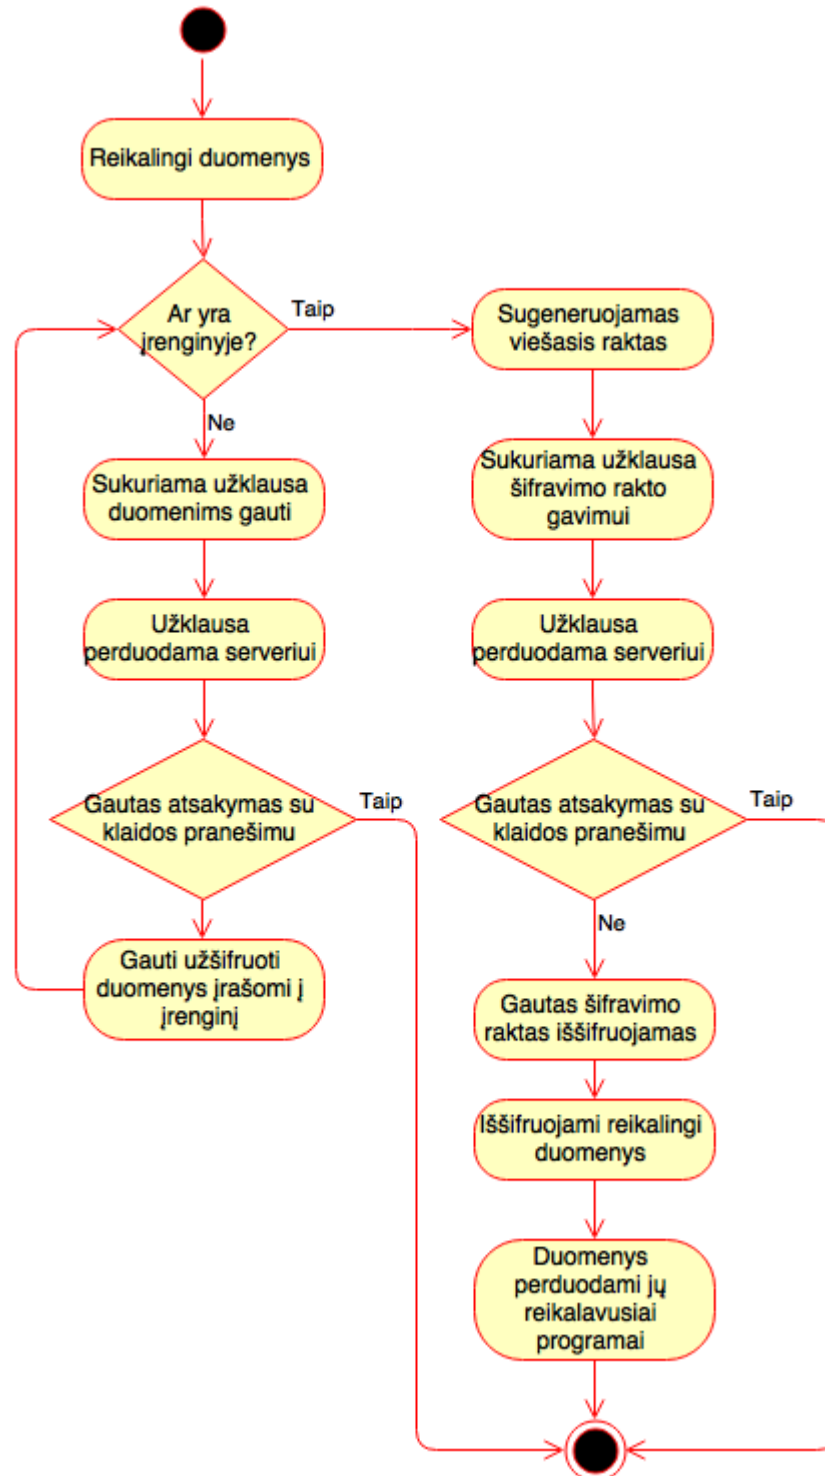 Reikalingi duomenys
Ar yra
įrenginyje?
Taip
Ne
Sukuriama užklausa
duomenims gauti
Užklausa
perduodama serveriui
Gautas atsakymas su
klaidos pranešimu
Taip
Gauti užšifruoti
duomenys įrašomi į
įrenginį
Sugeneruojamas
viešasis raktas
Sukuriama užklausa
šifravimo rakto
gavimui
Užklausa
perduodama serveriui
Gautas atsakymas su
klaidos pranešimu
Taip
Ne
Gautas šifravimo
raktas iššifruojamas
Iššifruojami reikalingi
duomenys
Duomenys
perduodami jų
reikalavusiai
programai